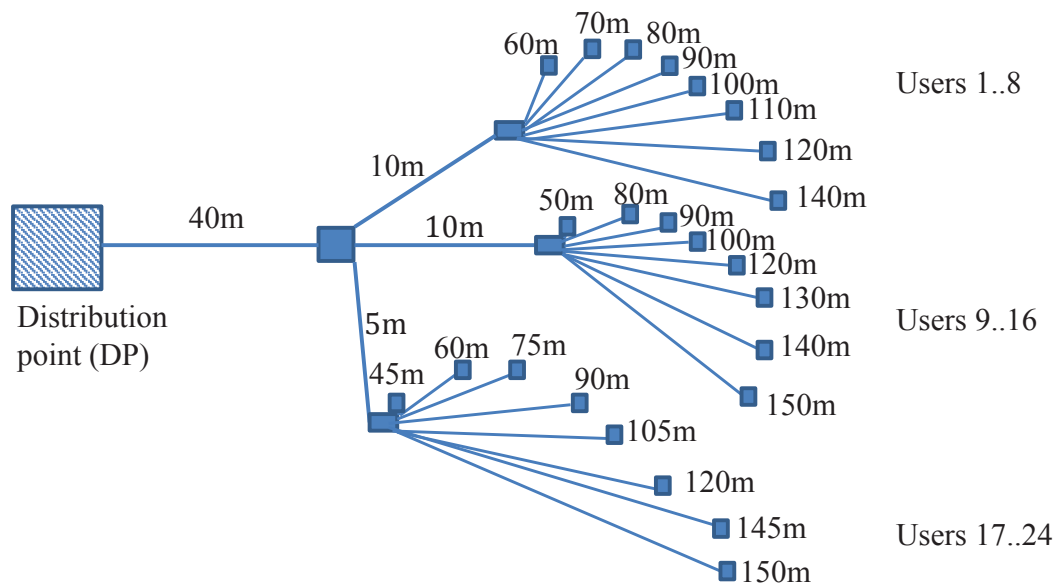 60m
70m
80m
90m
100m
110m
120m
140m
Users 1..8
10m
40m
10m
50m
80m
90m
100m
120m
130m
140m
150m
Users 9..16
Distribution
point (DP)
5m
45m
60m
75m
90m
105m
120m
145m
150m
Users 17..24